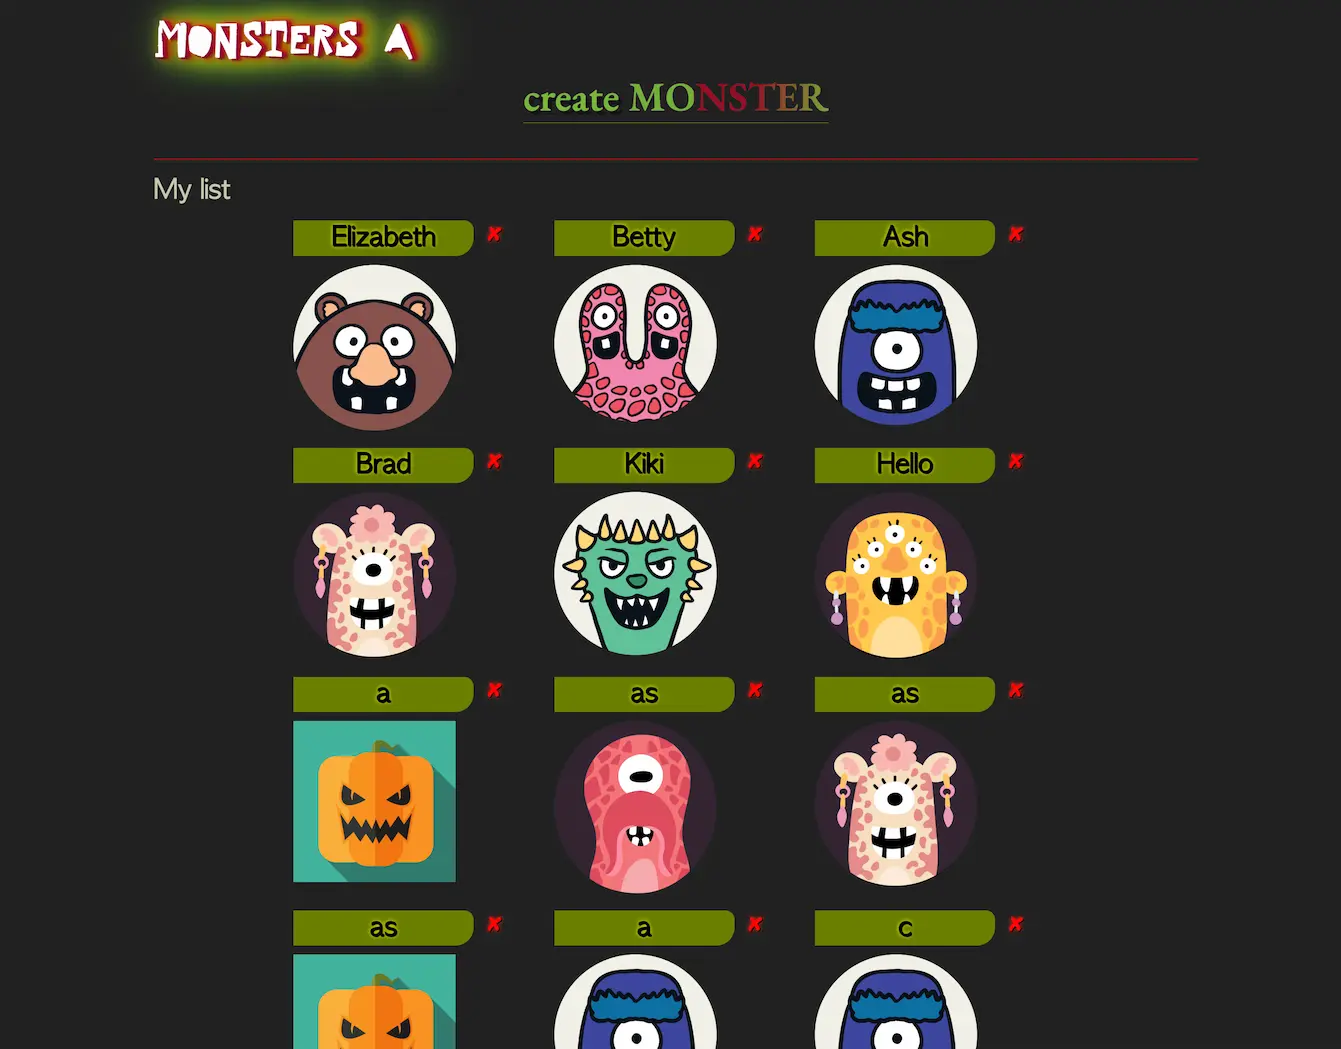 MONSTERS A
create MONSTER
My list
Elizabeth ✘ Betty ✘ Ash ✘
Brad ✘ Kiki ✘ Hello ✘
a ✘ as ✘ as ✘
as ✘ a ✘ c ✘